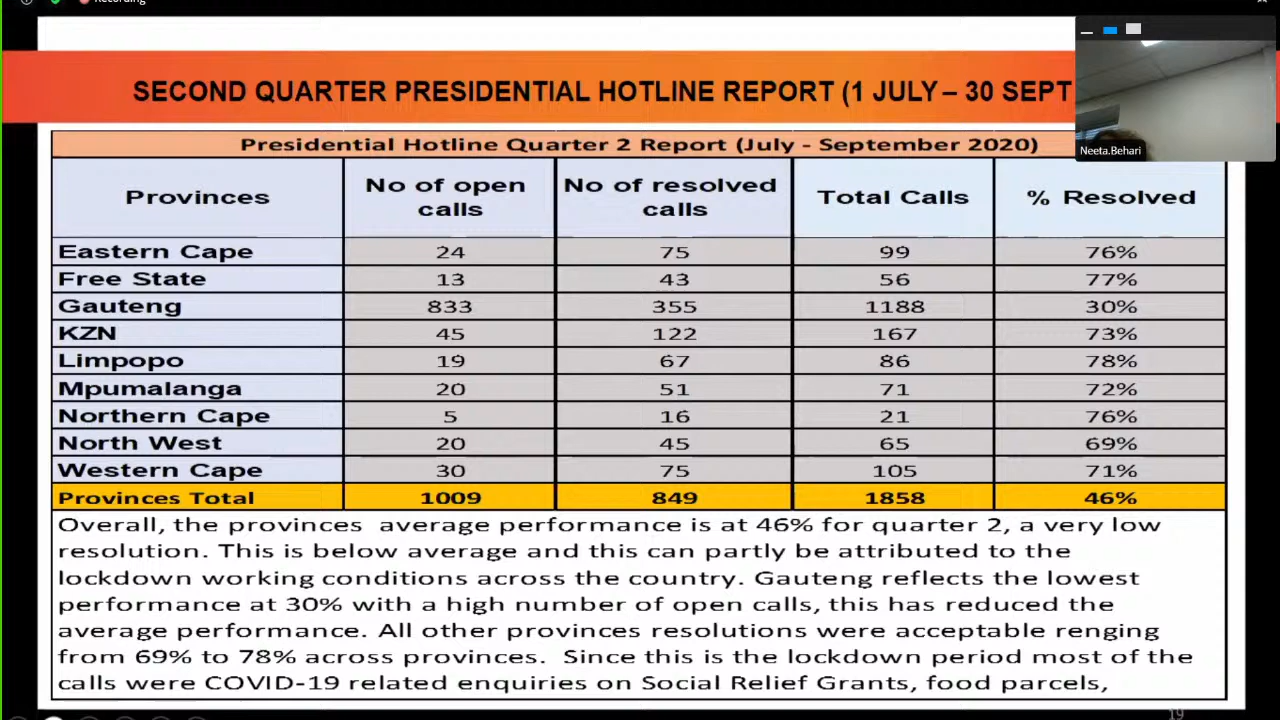 Recording
SECOND QUARTER PRESIDENTIAL HOTLINE REPORT (1 JULY – 30 SEPT
Neeta.Behari
Presidential Hotline Quarter 2 Report (July - September 2020)
Provinces No of open calls No of resolved calls Total Calls % Resolved
Eastern Cape 24 75 99 76%
Free State 13 43 56 77%
Gauteng 833 355 1188 30%
KZN 45 122 167 73%
Limpopo 19 67 86 78%
Mpumalanga 20 51 71 72%
Northern Cape 5 16 21 76%
North West 20 45 65 69%
Western Cape 30 75 105 71%
Provinces Total 1009 849 1858 46%
Overall, the provinces average performance is at 46% for quarter 2, a very low
resolution. This is below average and this can partly be attributed to the
lockdown working conditions across the country. Gauteng reflects the lowest
performance at 30% with a high number of open calls, this has reduced the
average performance. All other provinces resolutions were acceptable renging
from 69% to 78% across provinces. Since this is the lockdown period most of the
calls were COVID-19 related enquiries on Social Relief Grants, food parcels,
19